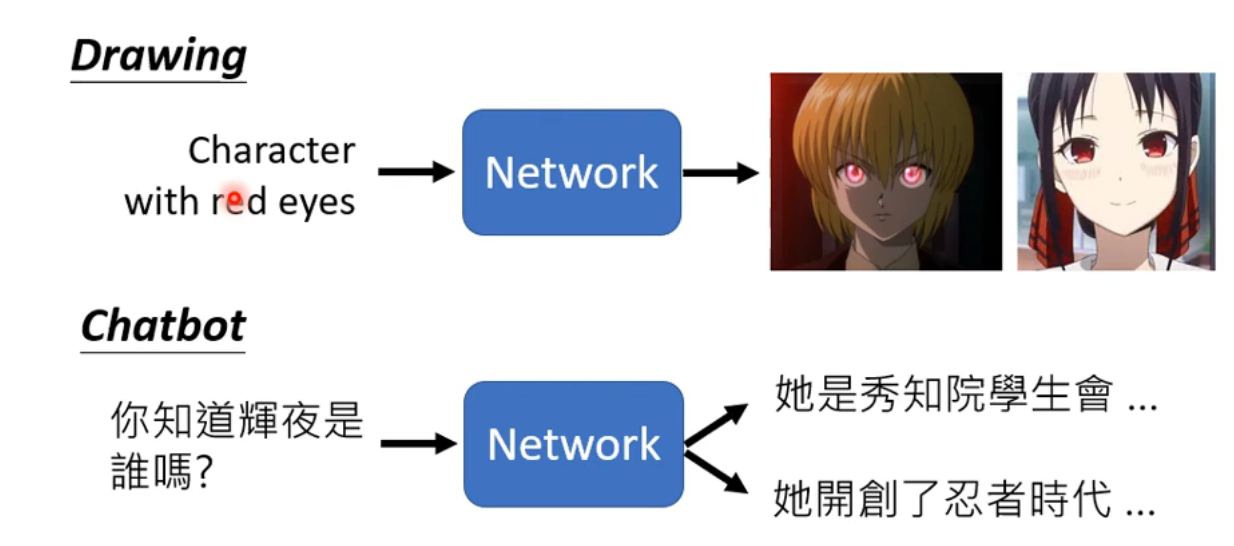 Drawing
Character
with red eyes
Network
Chatbot
你知道輝夜是
誰嗎?
Network
她是秀知院學生會 ...
她開創了忍者時代 ...